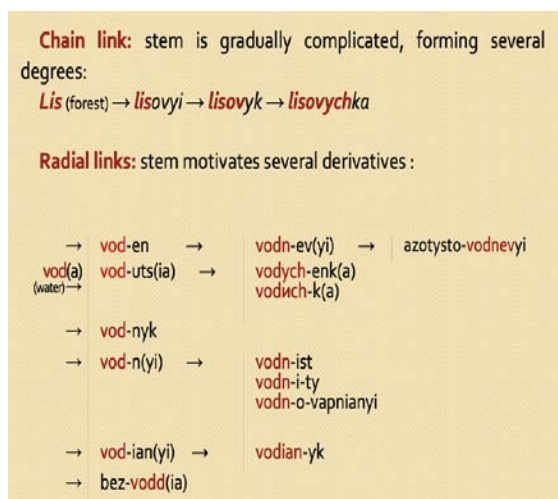 Chain link: stem is gradually complicated, forming several
degrees:
Lis (forest) → lisovyi → lisovyk → lisovychka
Radial links: stem motivates several derivatives :
→ vod-en → vodn-ev(yi) → azotysto-vodnevyi
vod(a) → vod-uts(ia) → vodych-enk(a)
(water) → vodиch-k(a)
→ vod-nyk
→ vod-n(yi) → vodn-ist
vodn-i-ty
vodn-o-vapnianyi
→ vod-ian(yi) → vodian-yk
→ bez-vodd(ia)